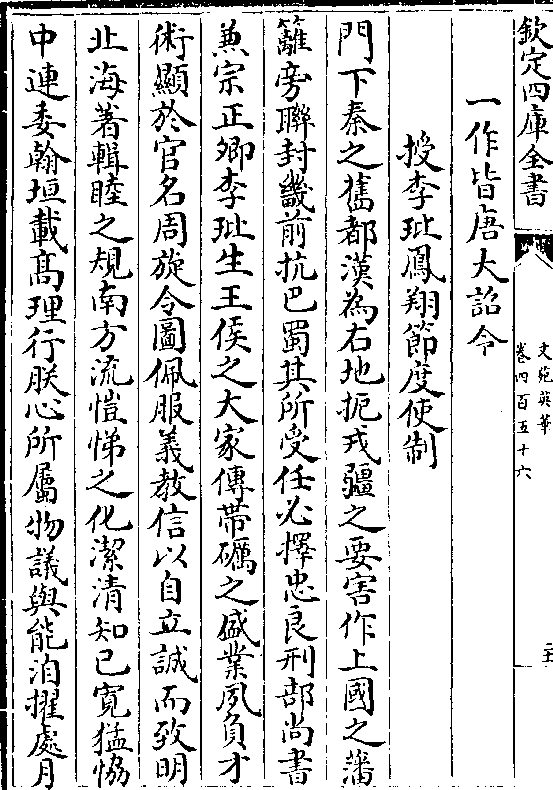 欽定四庫全書
文苑英華
卷四百五十六
一作皆唐大詔令
授李玭鳳翔節度使制
門下秦之舊都漢為右地扼戎疆之要害作上國之藩
籬旁聯封畿前抗巴蜀其所受任必擇忠良刑部尚書
兼宗正卿李玭生王侯之大家傳帶礪之盛業夙負才
術顯於官名周旋令圖佩服義教信以自立誠而致明
北海著輯睦之規南方流愷悌之化潔清知己寛猛恊
中連委翰垣載髙理行朕心所屬物議與能洎擢處月